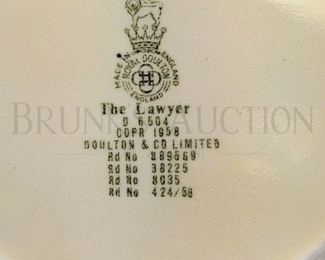 MADE IN ENGLAND
ROYAL DOULTON
ENGLAND
The Lawyer
D 6504
COPR 1958
DOULTON & CO LIMITED
Rd No 889569
Rd No 38225
Rd No 8035
Rd No 424/58
BRUNK AUCTION